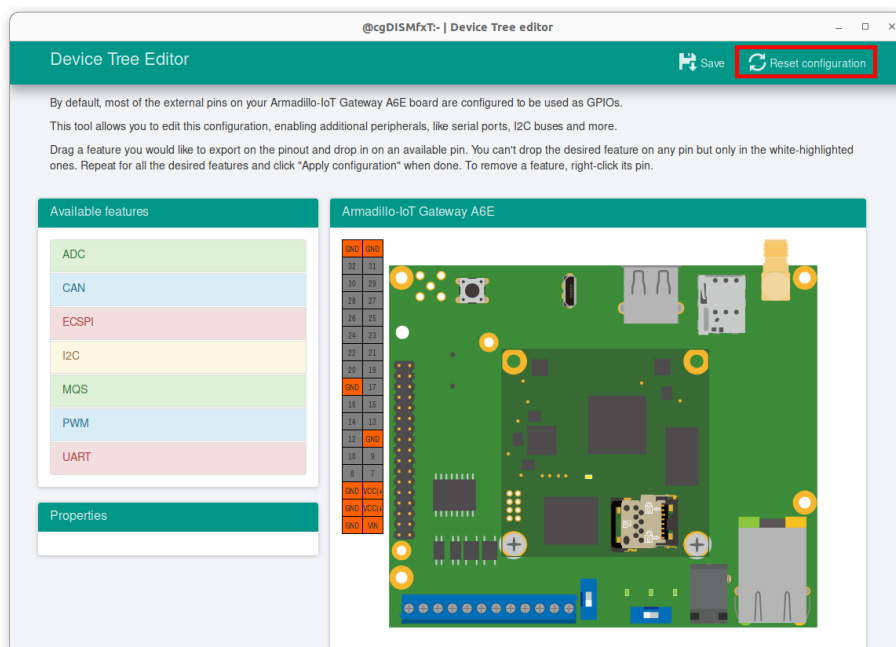 @cgDISMfxT:- | Device Tree editor
Device Tree Editor
Save
Reset configuration
By default, most of the external pins on your Armadillo-IoT Gateway A6E board are configured to be used as GPIOs.
This tool allows you to edit this configuration, enabling additional peripherals, like serial ports, I2C buses and more.
Drag a feature you would like to export on the pinout and drop in on an available pin. You can't drop the desired feature on any pin but only in the white-highlighted
ones. Repeat for all the desired features and click "Apply configuration" when done. To remove a feature, right-click its pin.
Available features
ADC
CAN
ECSPI
I2C
MQS
PWM
UART
Properties
Armadillo-IoT Gateway A6E
GND GND
32 31
30 29
28 27
26 25
24 23
22 21
20 19
GND 17
16 15
14 13
12 GND
10 9
8 7
GND VCC(+
GND VCC(+
GND VIN